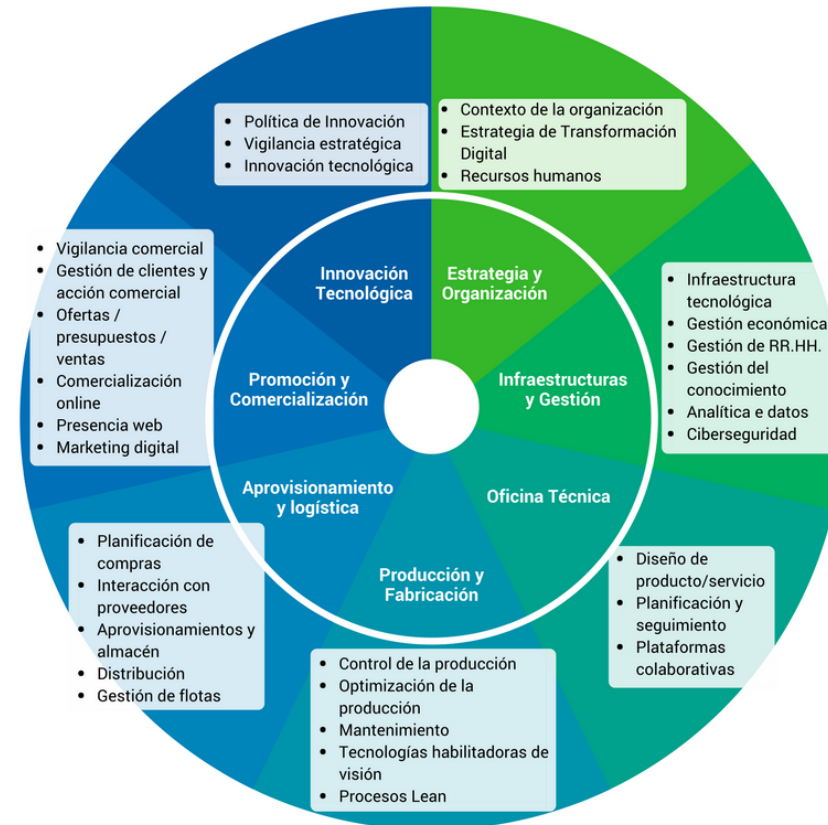 • Política de Innovación
• Vigilancia estratégica
• Innovación tecnológica
• Contexto de la organización
• Estrategia de Transformación
Digital
• Recursos humanos
Innovación
Tecnológica
Estrategia y
Organización
• Vigilancia comercial
• Gestión de clientes y
acción comercial
• Ofertas /
presupuestos /
ventas
• Comercialización
online
• Presencia web
• Marketing digital
• Infraestructura
tecnológica
• Gestión económica
• Gestión de RR.HH.
• Gestión del
conocimiento
• Analítica e datos
• Ciberseguridad
Promoción y
Comercialización
Infraestructuras
y Gestión
Aprovisionamiento
y logística
Oficina Técnica
Producción y
Fabricación
• Planificación de
compras
• Interacción con
proveedores
• Aprovisionamientos y
almacén
• Distribución
• Gestión de flotas
• Diseño de
producto/servicio
• Planificación y
seguimiento
• Plataformas
colaborativas
• Control de la producción
• Optimización de la
producción
• Mantenimiento
• Tecnologías habilitadoras de
visión
• Procesos Lean